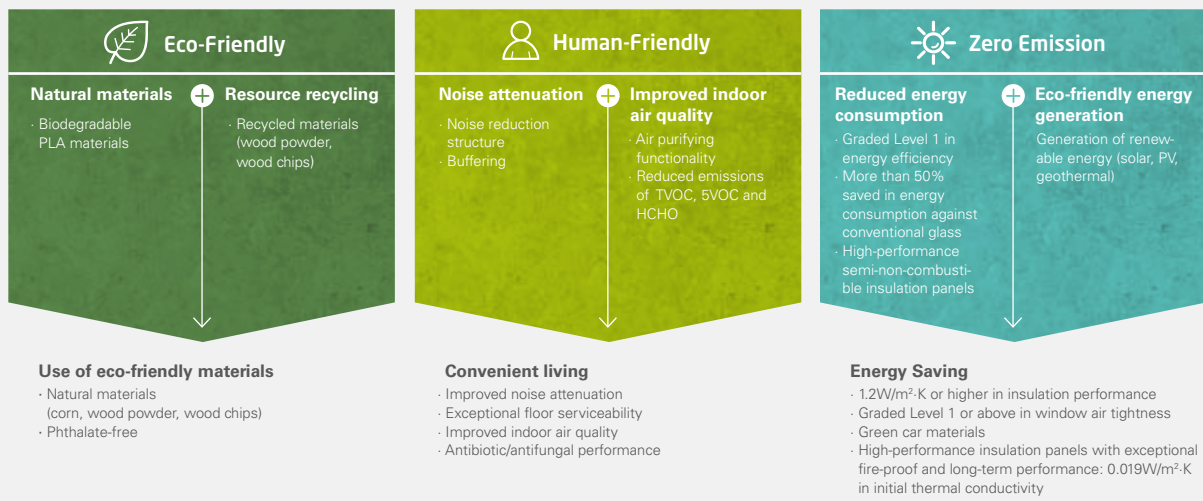 Eco-Friendly
Natural materials
· Biodegradable
PLA materials
+
Resource recycling
· Recycled materials
(wood powder,
wood chips)
Use of eco-friendly materials
· Natural materials
(corn, wood powder, wood chips)
· Phthalate-free
Human-Friendly
Noise attenuation
· Noise reduction
structure
· Buffering
+
Improved indoor
air quality
· Air purifying
functionality
· Reduced emissions
of TVOC, 5VOC and
HCHO
Convenient living
· Improved noise attenuation
· Exceptional floor serviceability
· Improved indoor air quality
· Antibiotic/antifungal performance
Zero Emission
Reduced energy
consumption
· Graded Level 1 in
energy efficiency
· More than 50%
saved in energy
consumption against
conventional glass
· High-performance
semi-non-combusti-
ble insulation panels
+
Eco-friendly energy
generation
Generation of renew-
able energy (solar, PV,
geothermal)
Energy Saving
· 1.2W/m²·K or higher in insulation performance
· Graded Level 1 or above in window air tightness
· Green car materials
· High-performance insulation panels with exceptional
fire-proof and long-term performance: 0.019W/m²·K
in initial thermal conductivity